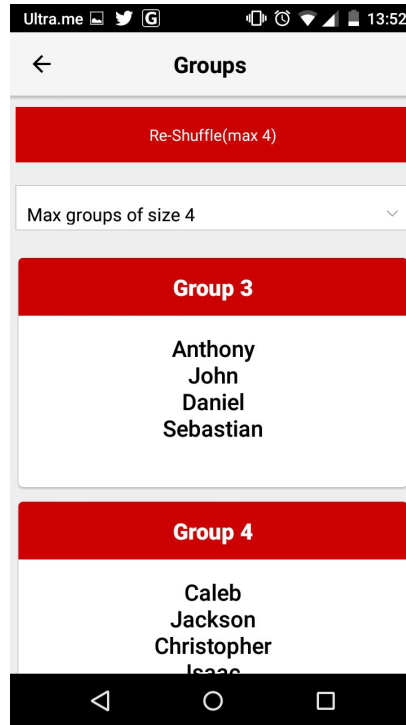 Ultra.me G 13:52
Groups
Re-Shuffle(max 4)
Max groups of size 4
Group 3
Anthony
John
Daniel
Sebastian
Group 4
Caleb
Jackson
Christopher
Isaac